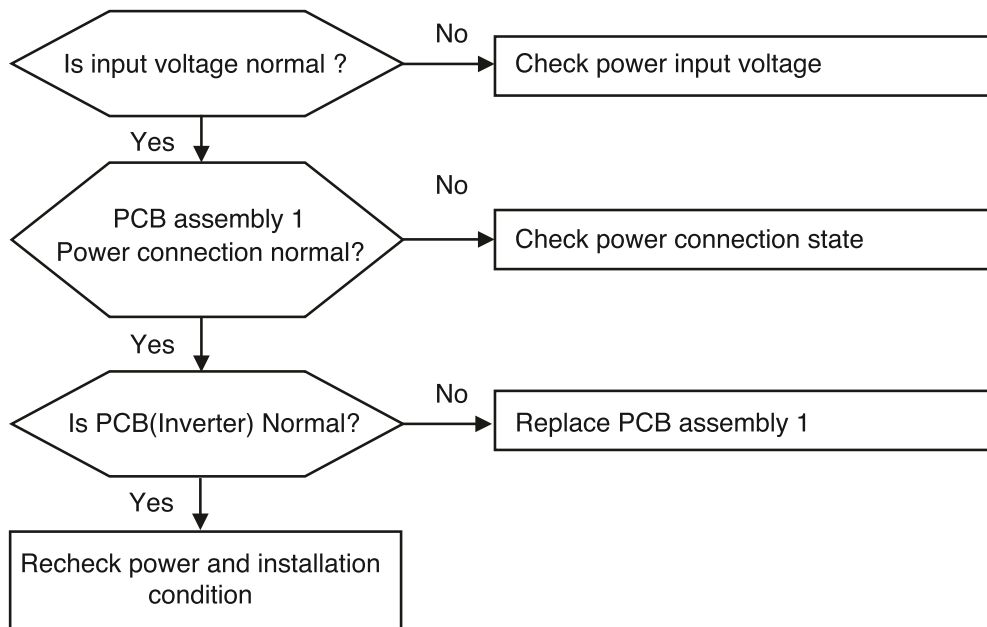 Is input voltage normal ?
No
Check power input voltage
Yes
PCB assembly 1
Power connection normal?
No
Check power connection state
Yes
Is PCB(Inverter) Normal?
No
Replace PCB assembly 1
Yes
Recheck power and installation
condition